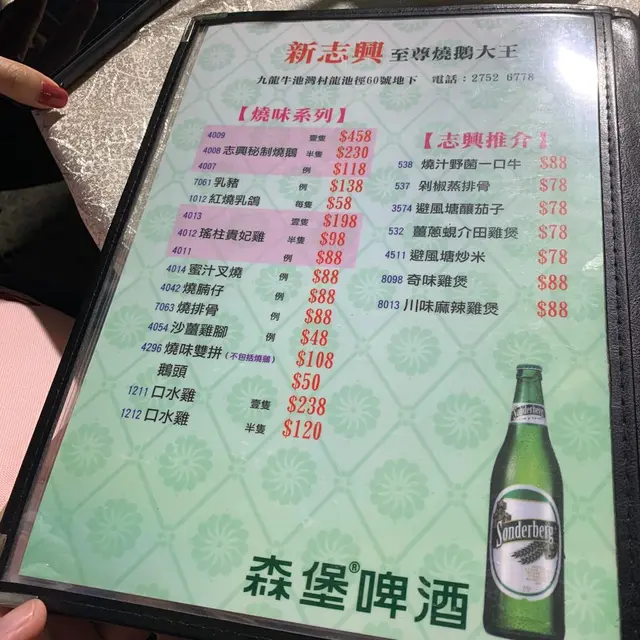 新志興 至尊燒鵝大王
九龍牛池灣村龍池徑60號地下 電話：2752 6778
【燒味系列】
4009 壹隻 $458
4008 志興秘制燒鵝 半隻 $230
4007 例 $118
7061 乳豬 例 $138
1012 紅燒乳鴿 每隻 $58
4013 壹隻 $198
4012 瑤柱貴妃雞 半隻 $98
4011 例 $88
4014 蜜汁叉燒 例 $88
4042 燒腩仔 例 $88
7063 燒排骨 例 $88
4054 沙薑雞腳 例 $48
4296 燒味雙拼 (不包括燒鵝) $108
鵝頭 $50
1211 口水雞 壹隻 $238
1212 口水雞 半隻 $120
【志興推介】
538 燒汁野菌一口牛 $88
537 剁椒蒸排骨 $78
3574 避風塘釀茄子 $78
532 薑蔥蜆介田雞煲 $78
4511 避風塘炒米 $78
8098 奇味雞煲 $88
8013 川味麻辣雞煲 $88
Sonderberg
Sonderberg
森堡®啤酒